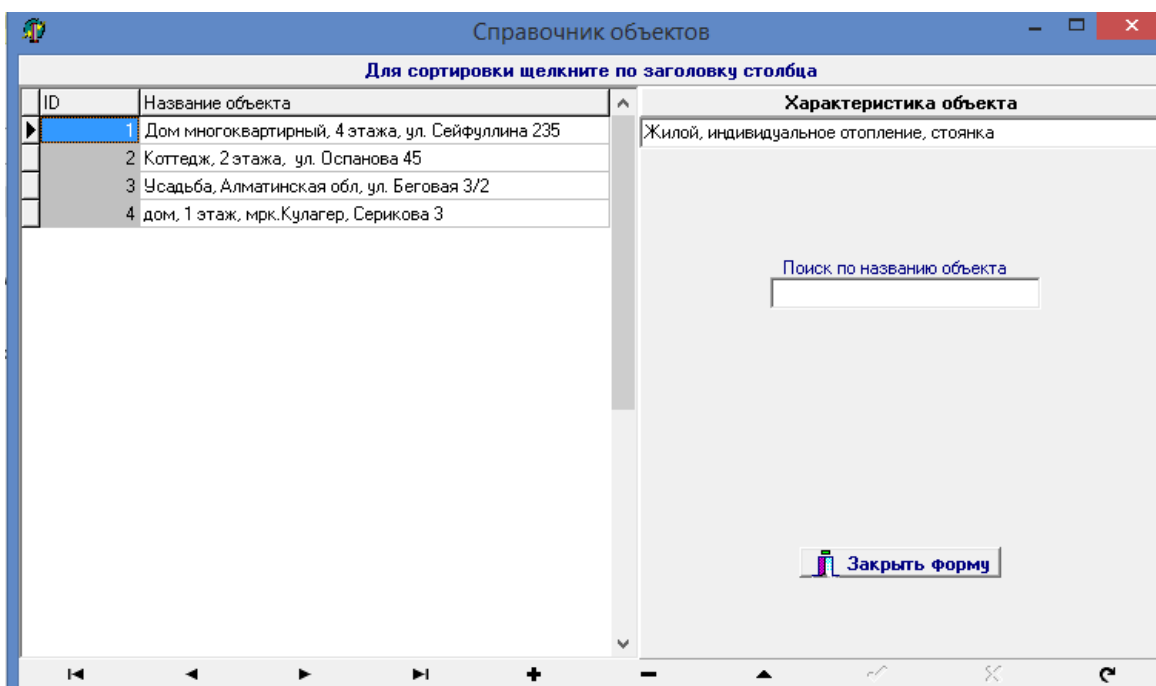 Справочник объектов
Для сортировки щелкните по заголовку столбца
ID Название объекта
1 Дом многоквартирный, 4 этажа, ул. Сейфуллина 235
2 Коттедж, 2 этажа, ул. Оспанова 45
3 Усадьба, Алматинская обл, ул. Беговая 3/2
4 дом, 1 этаж, мрк.Кулагер, Серикова 3
Характеристика объекта
Жилой, индивидуальное отопление, стоянка
Поиск по названию объекта
Закрыть форму